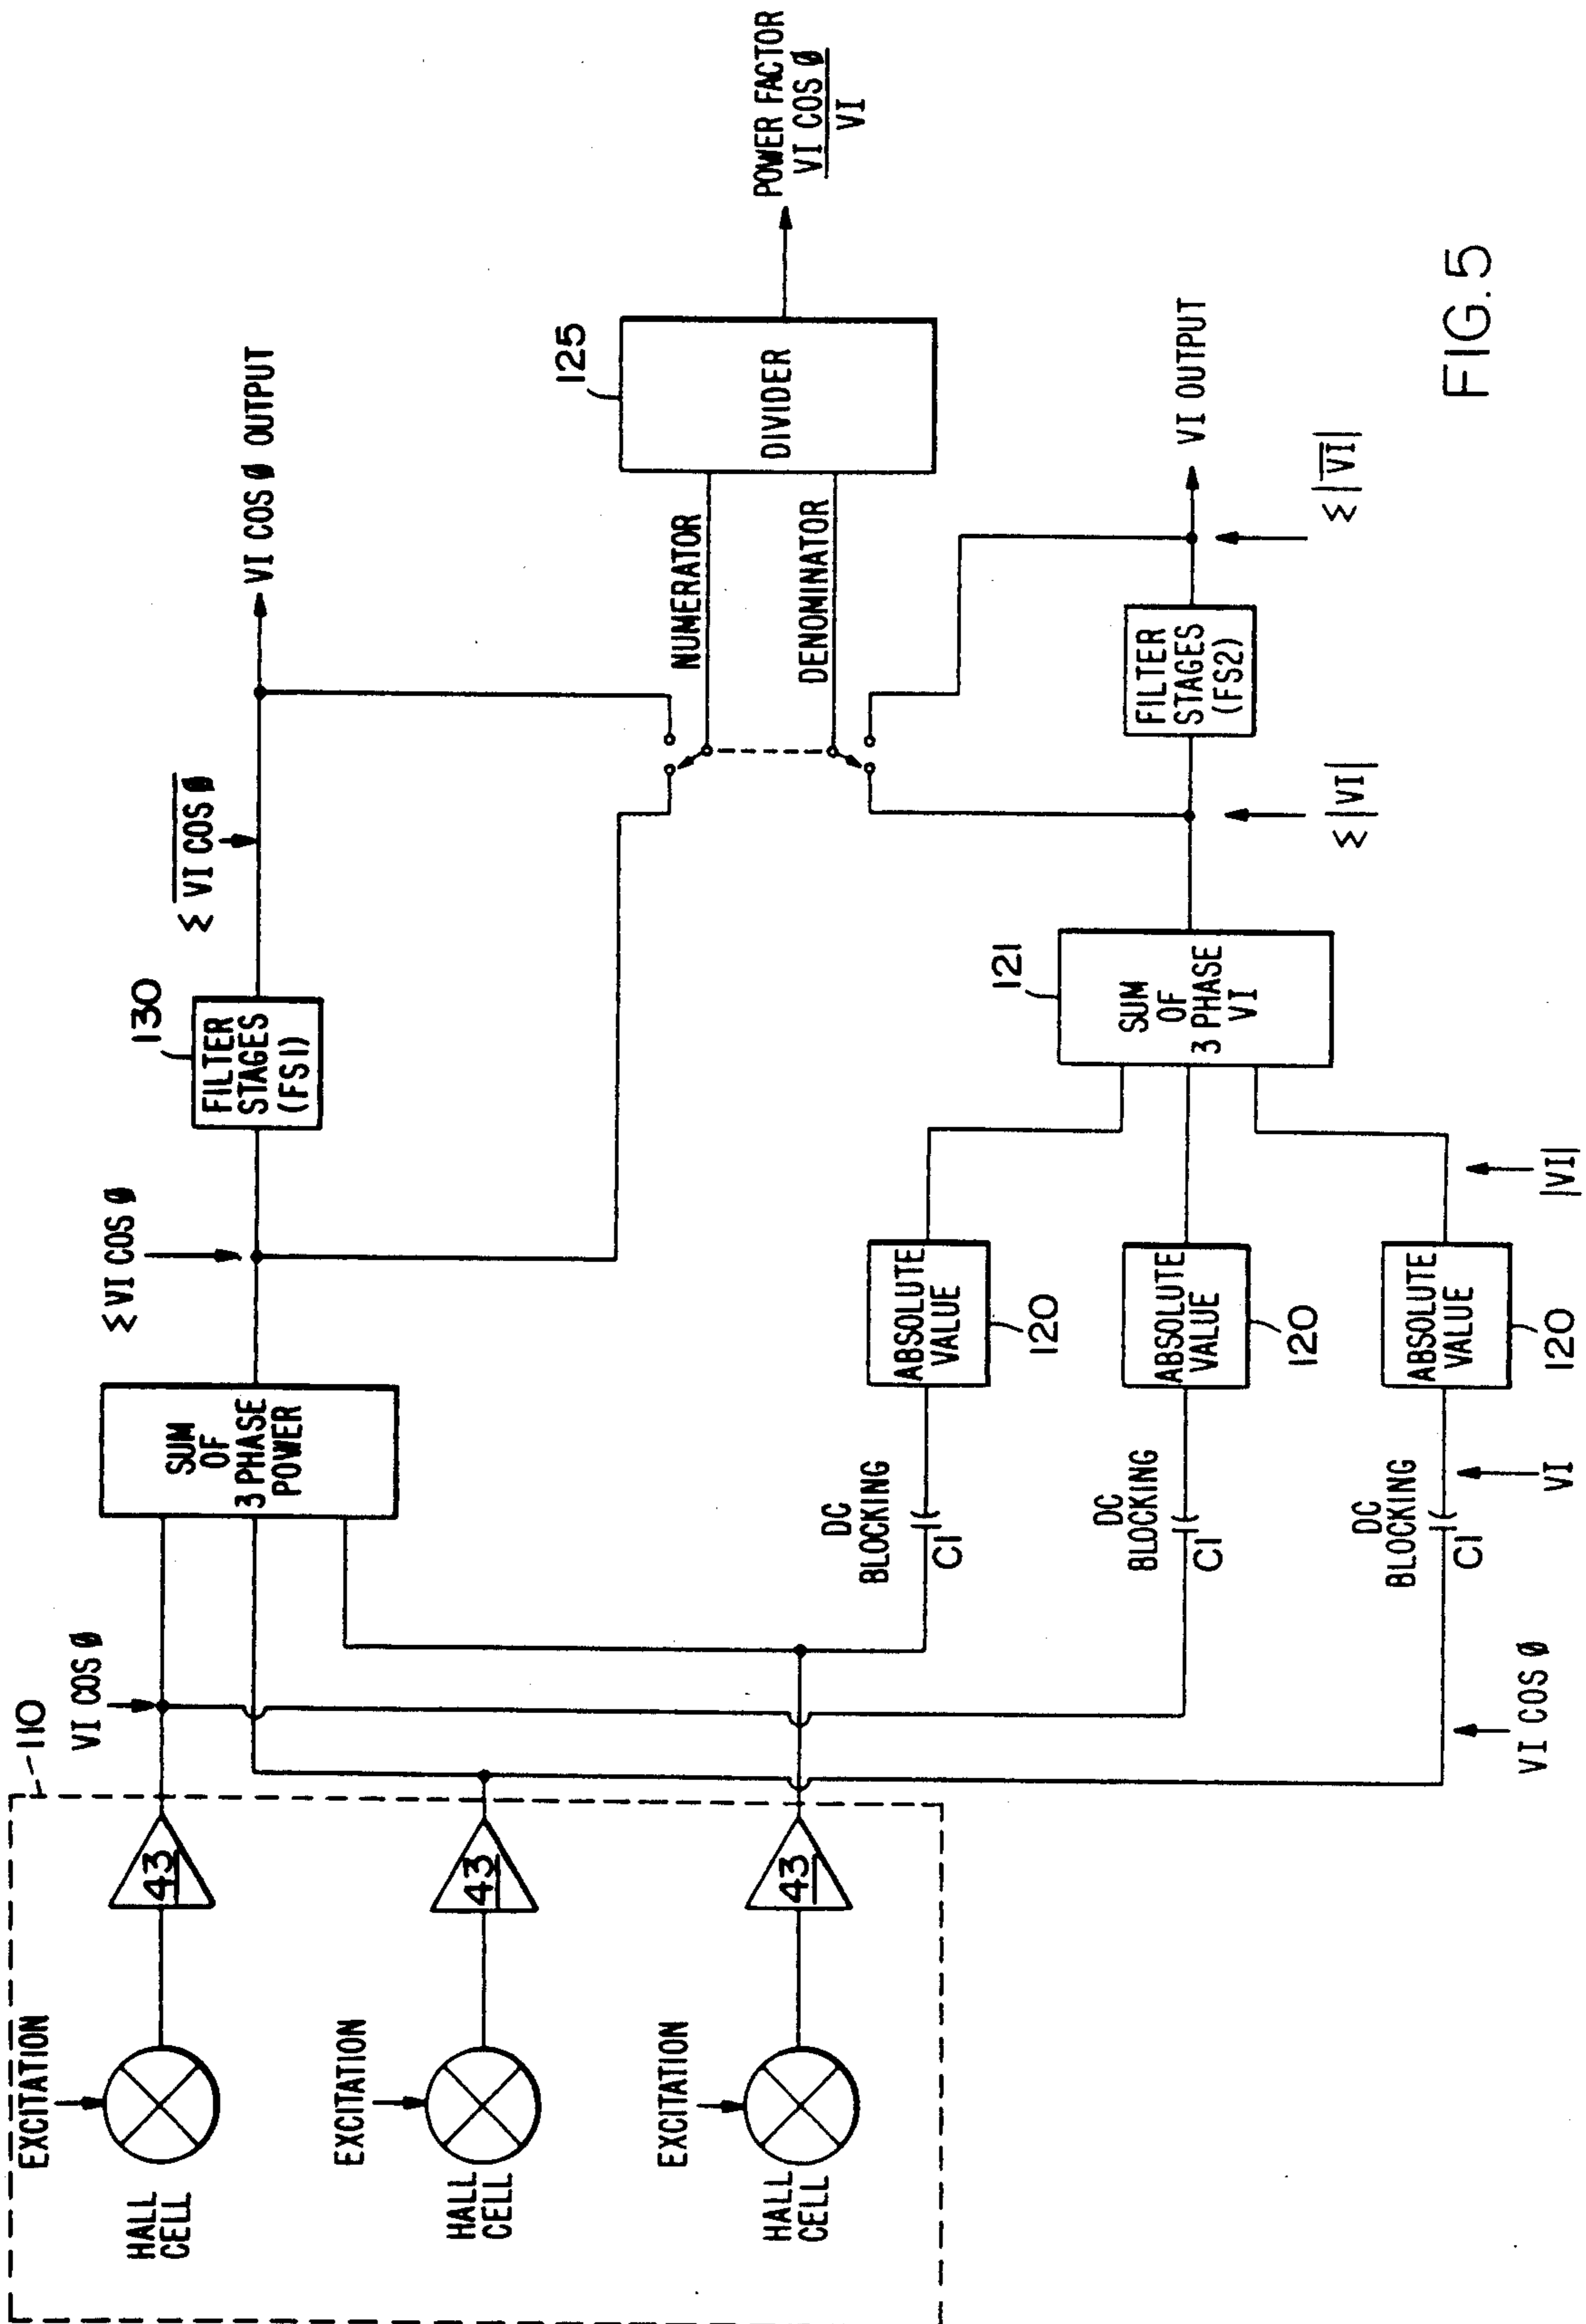 110
EXCITATION
HALL
CELL
43
EXCITATION
HALL
CELL
43
EXCITATION
HALL
CELL
43
VI COS Ø
SUM
OF
3 PHASE
POWER
Σ VI COS Ø
130
FILTER
STAGES
(FS1)
Σ VI COS Ø
VI COS Ø OUTPUT
NUMERATOR
DENOMINATOR
125
DIVIDER
POWER FACTOR
VI COS Ø
VI
DC
BLOCKING
C1
ABSOLUTE
VALUE
120
DC
BLOCKING
C1
ABSOLUTE
VALUE
120
VI COS Ø
DC
BLOCKING
C1
VI
ABSOLUTE
VALUE
120
|VI|
121
SUM
OF
3 PHASE
VI
Σ |VI|
FILTER
STAGES
(FS2)
Σ |VI|
VI OUTPUT
FIG. 5